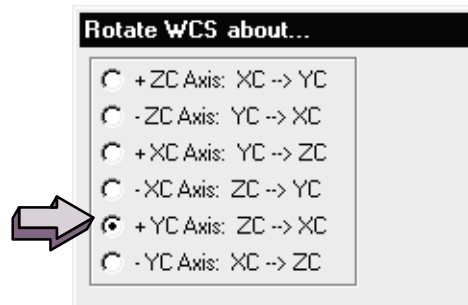 Rotate WCS about...
+ ZC Axis: XC --> YC
- ZC Axis: YC --> XC
+ XC Axis: YC --> ZC
- XC Axis: ZC --> YC
+ YC Axis: ZC --> XC
- YC Axis: XC --> ZC